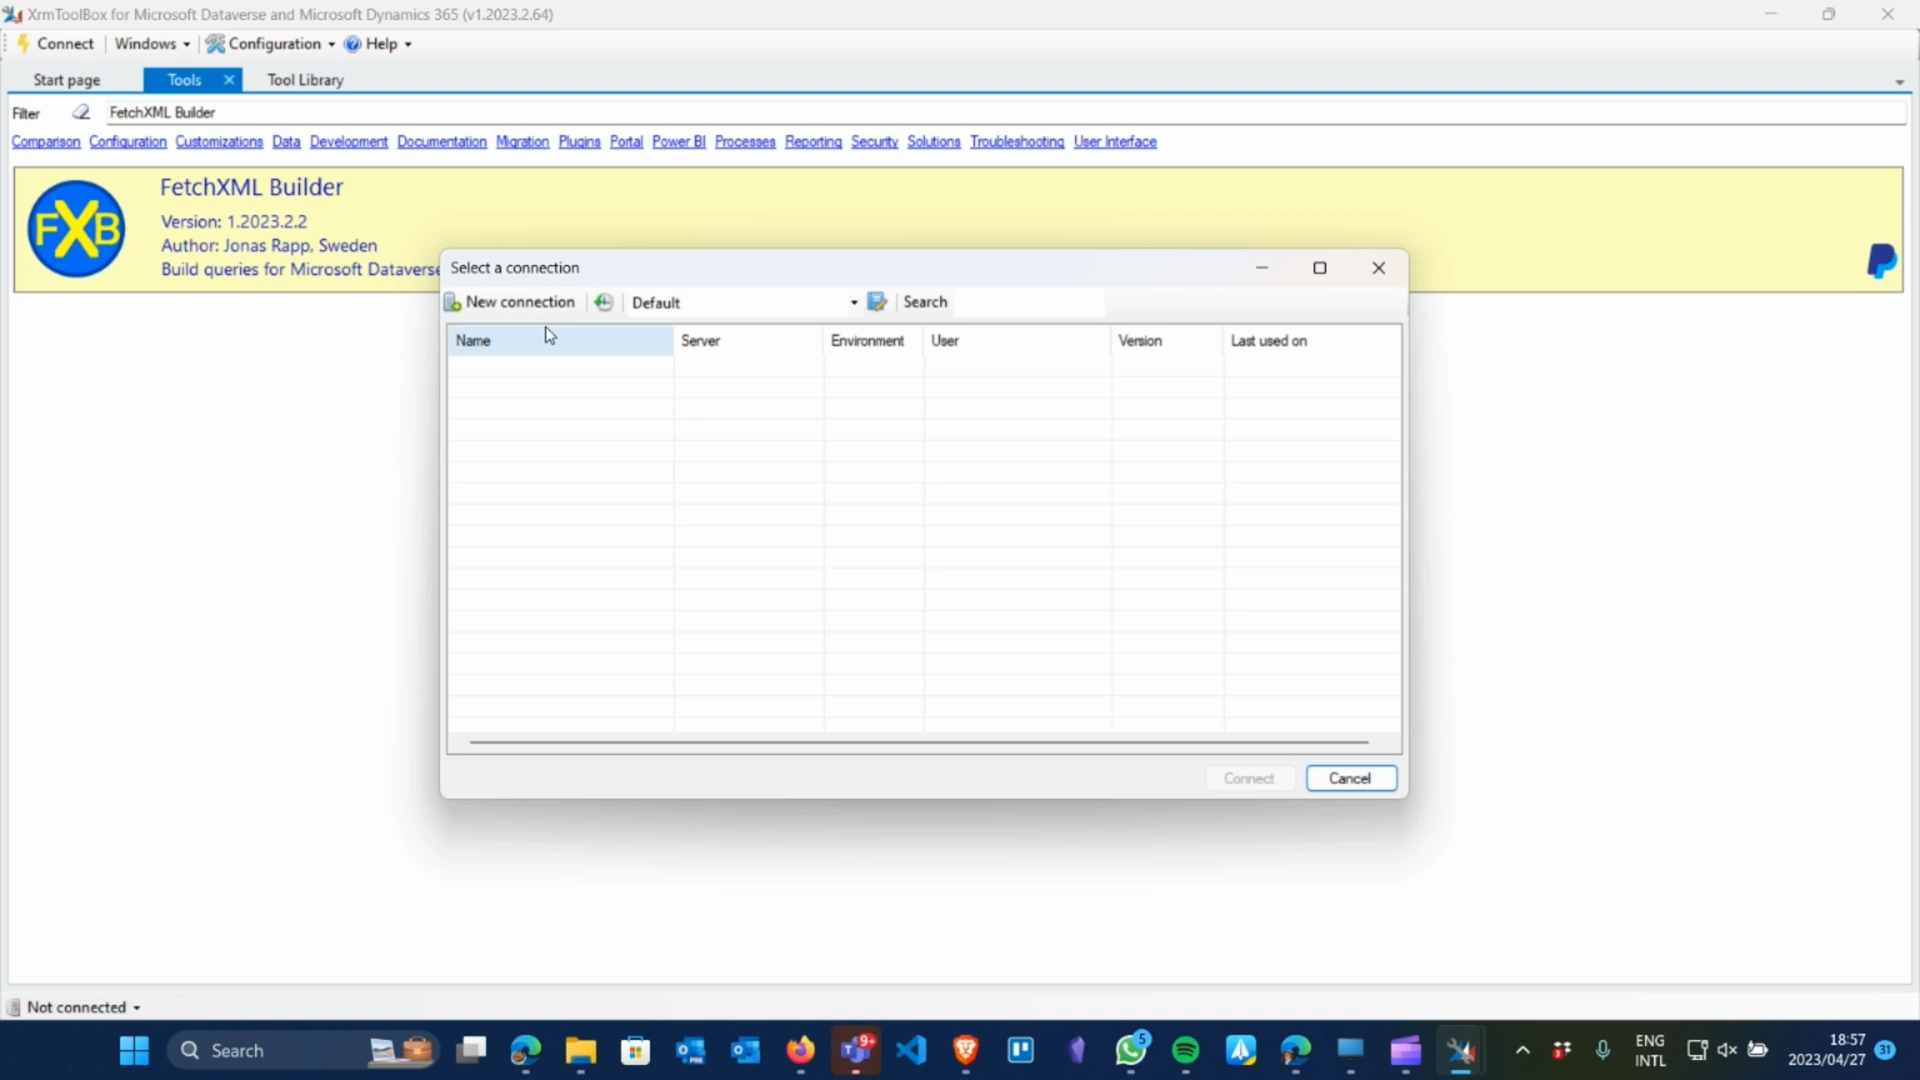 XrmToolBox for Microsoft Dataverse and Microsoft Dynamics 365 (v1.2023.2.64)
Connect Windows Configuration Help
Start page Tools Tool Library
Filter FetchXML Builder
Comparison Configuration Customizations Data Development Documentation Migration Plugins Portal Power BI Processes Reporting Security Solutions Troubleshooting User Interface
FXB
FetchXML Builder
Version: 1.2023.2.2
Author: Jonas Rapp, Sweden
Build queries for Microsoft Dataverse
Select a connection
New connection Default Search
Name Server Environment User Version Last used on
Connect Cancel
Not connected
Search 9+ 5 ENG 18:57
INTL 2023/04/27 31